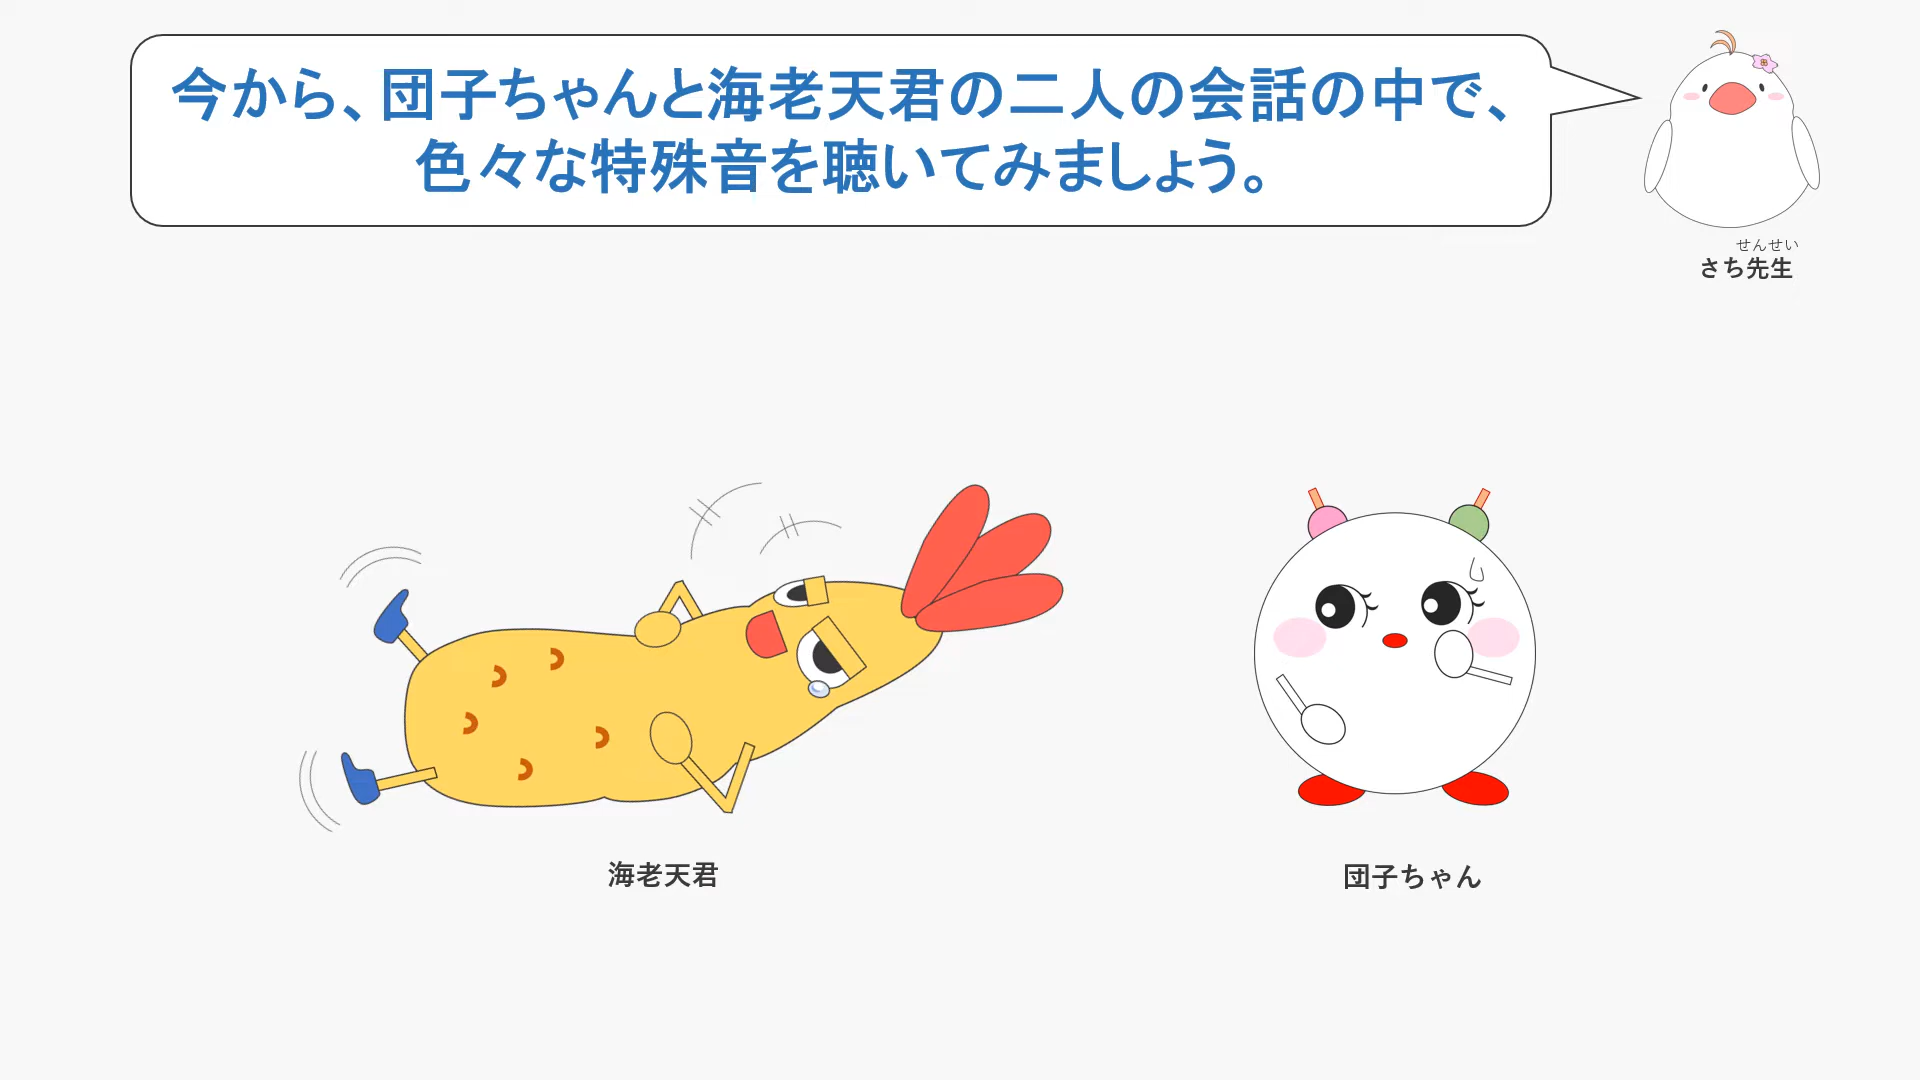 今から、団子ちゃんと海老天君の二人の会話の中で、
色々な特殊音を聴いてみましょう。
せんせい
さち先生
海老天君
団子ちゃん